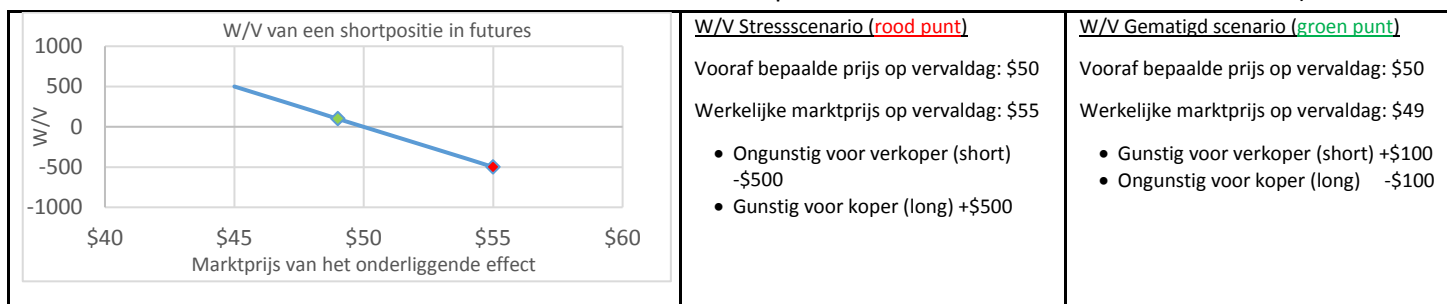 W/V van een shortpositie in futures
1000
500
0
-500
-1000
W/V
$40 $45 $50 $55 $60
Marktprijs van het onderliggende effect
W/V Stressscenario (rood punt)
Vooraf bepaalde prijs op vervaldag: $50
Werkelijke marktprijs op vervaldag: $55
• Ongunstig voor verkoper (short)
-$500
• Gunstig voor koper (long) +$500
W/V Gematigd scenario (groen punt)
Vooraf bepaalde prijs op vervaldag: $50
Werkelijke marktprijs op vervaldag: $49
• Gunstig voor verkoper (short) +$100
• Ongunstig voor koper (long) -$100